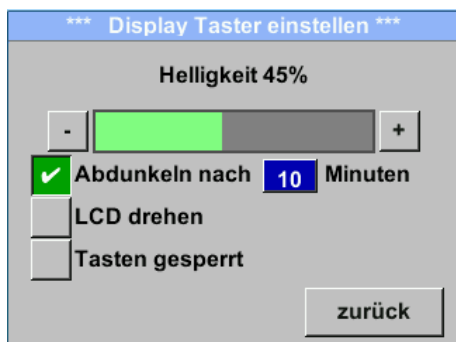 *** Display Taster einstellen ***
Helligkeit 45%
- +
Abdunkeln nach 10 Minuten
LCD drehen
Tasten gesperrt
zurück